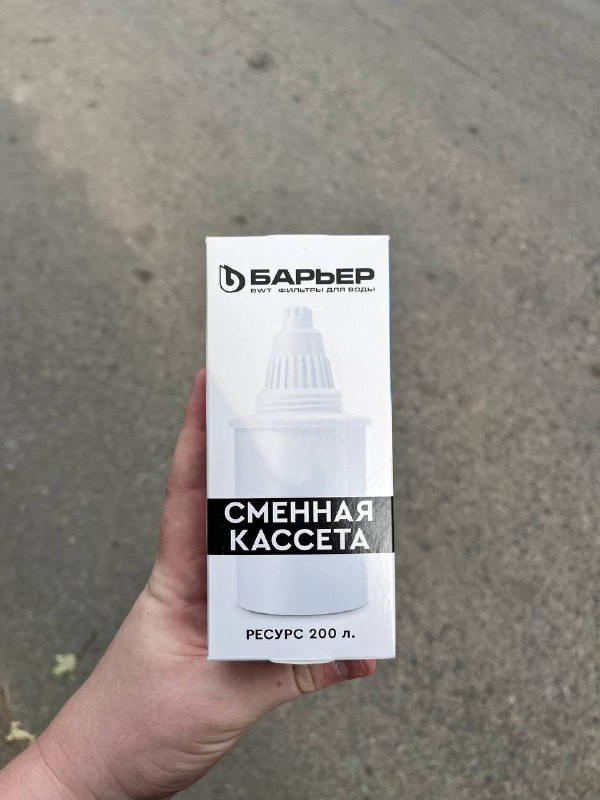 БАРЬЕР
BWT ФИЛЬТРЫ ДЛЯ ВОДЫ
СМЕННАЯ
КАССЕТА
РЕСУРС 200 л.